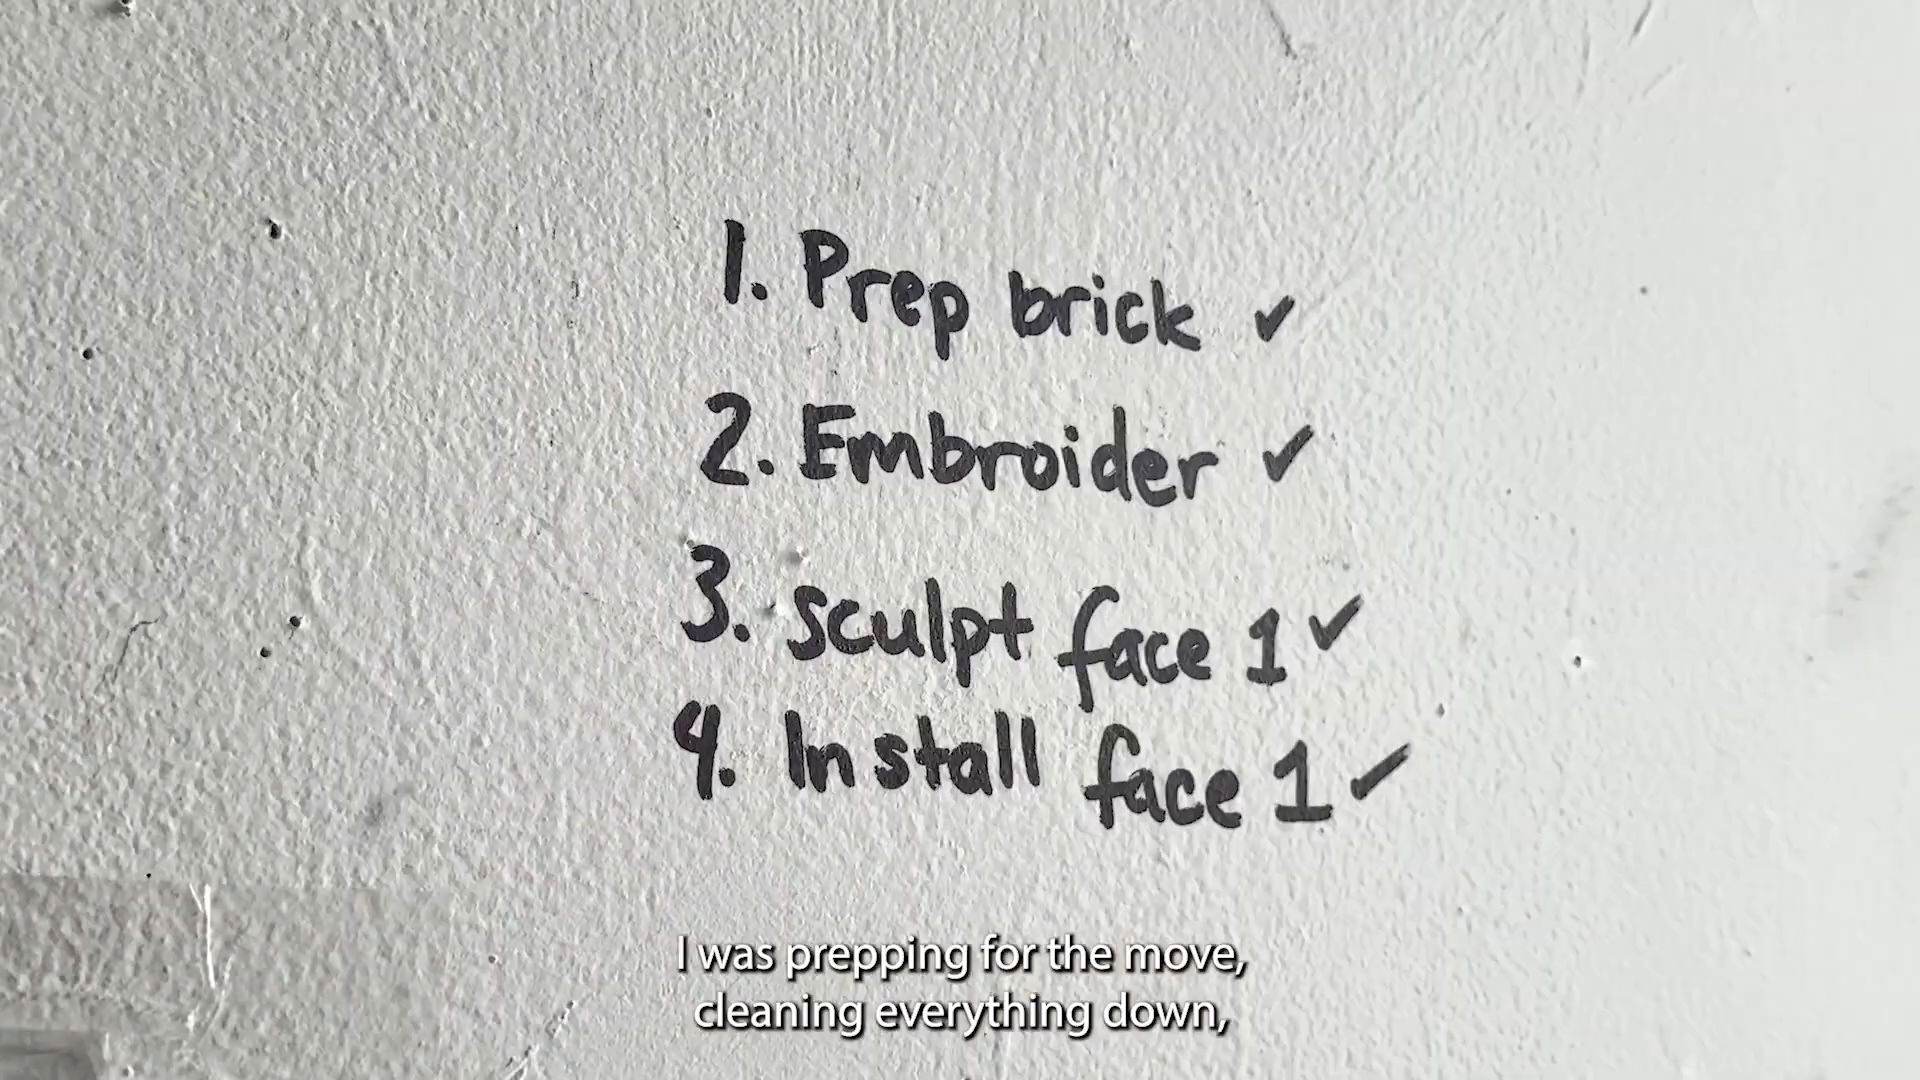 1. Prep brick ✓
2. Embroider ✓
3. sculpt face 1 ✓
4. Install face 1 ✓
I was prepping for the move,
cleaning everything down,